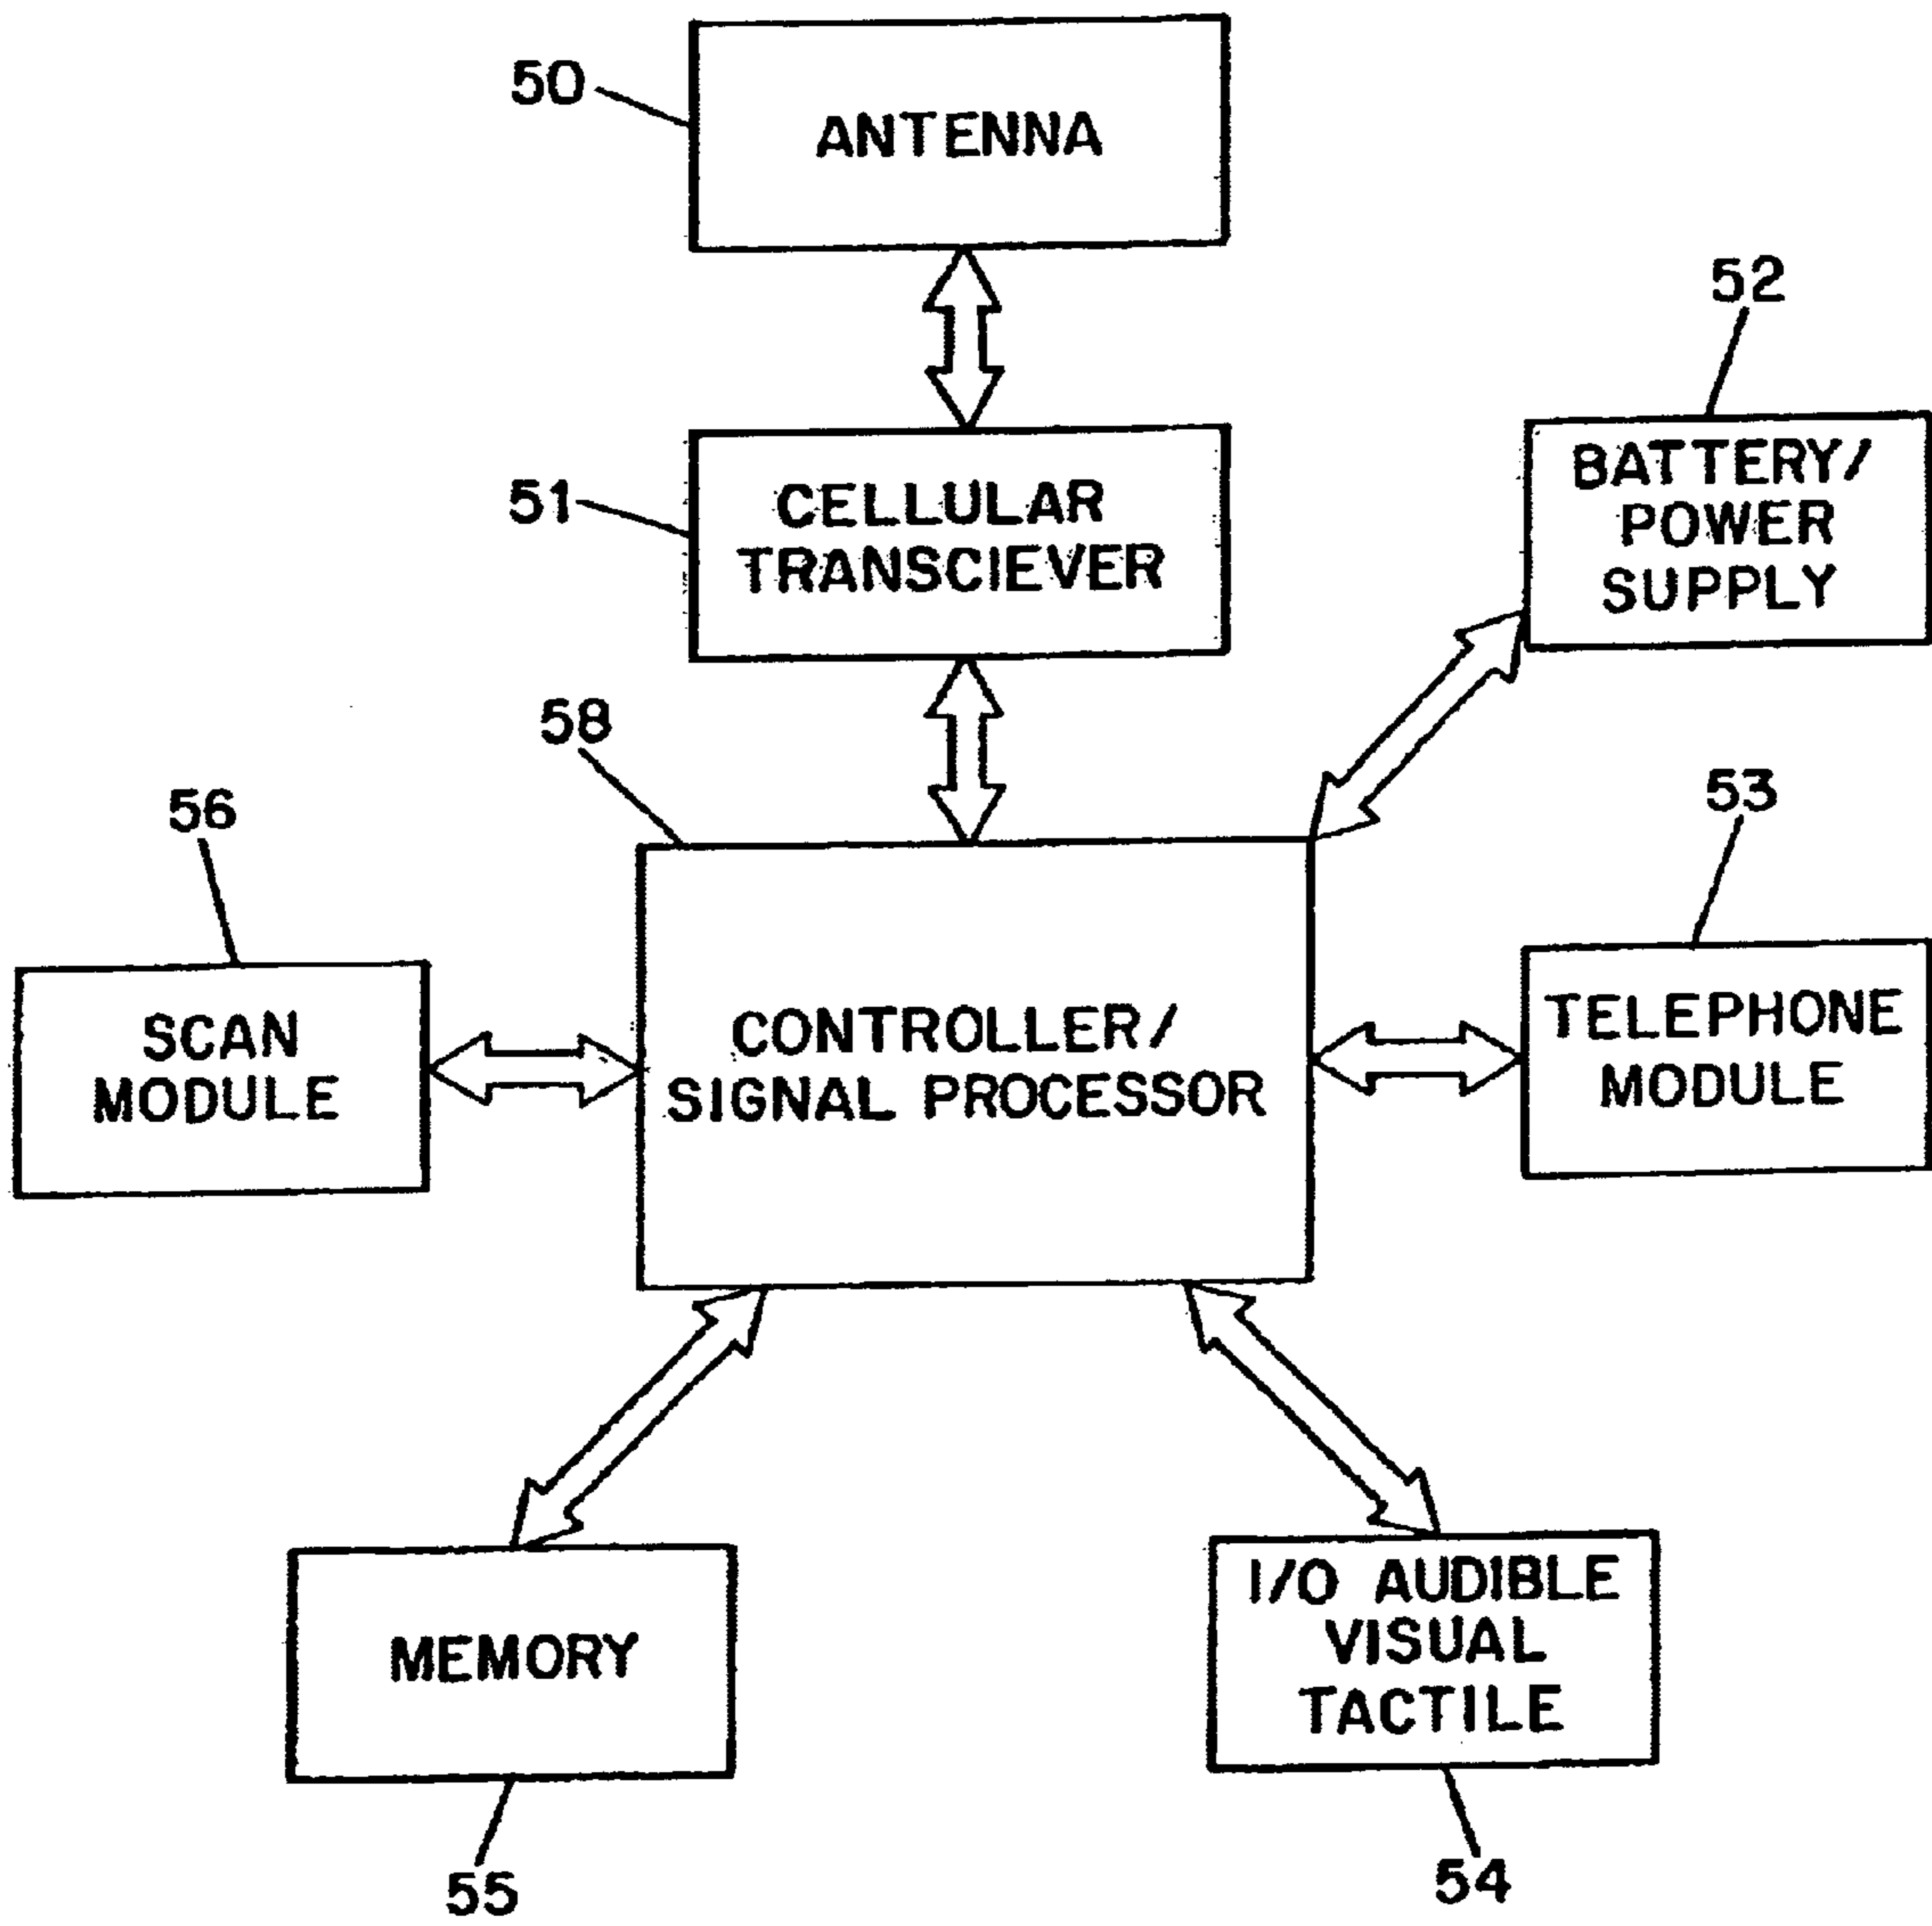 50
ANTENNA
52
51
CELLULAR
TRANSCIEVER
BATTERY/
POWER
SUPPLY
58
56
53
SCAN
MODULE
CONTROLLER/
SIGNAL PROCESSOR
TELEPHONE
MODULE
MEMORY
I/O AUDIBLE
VISUAL
TACTILE
55
54